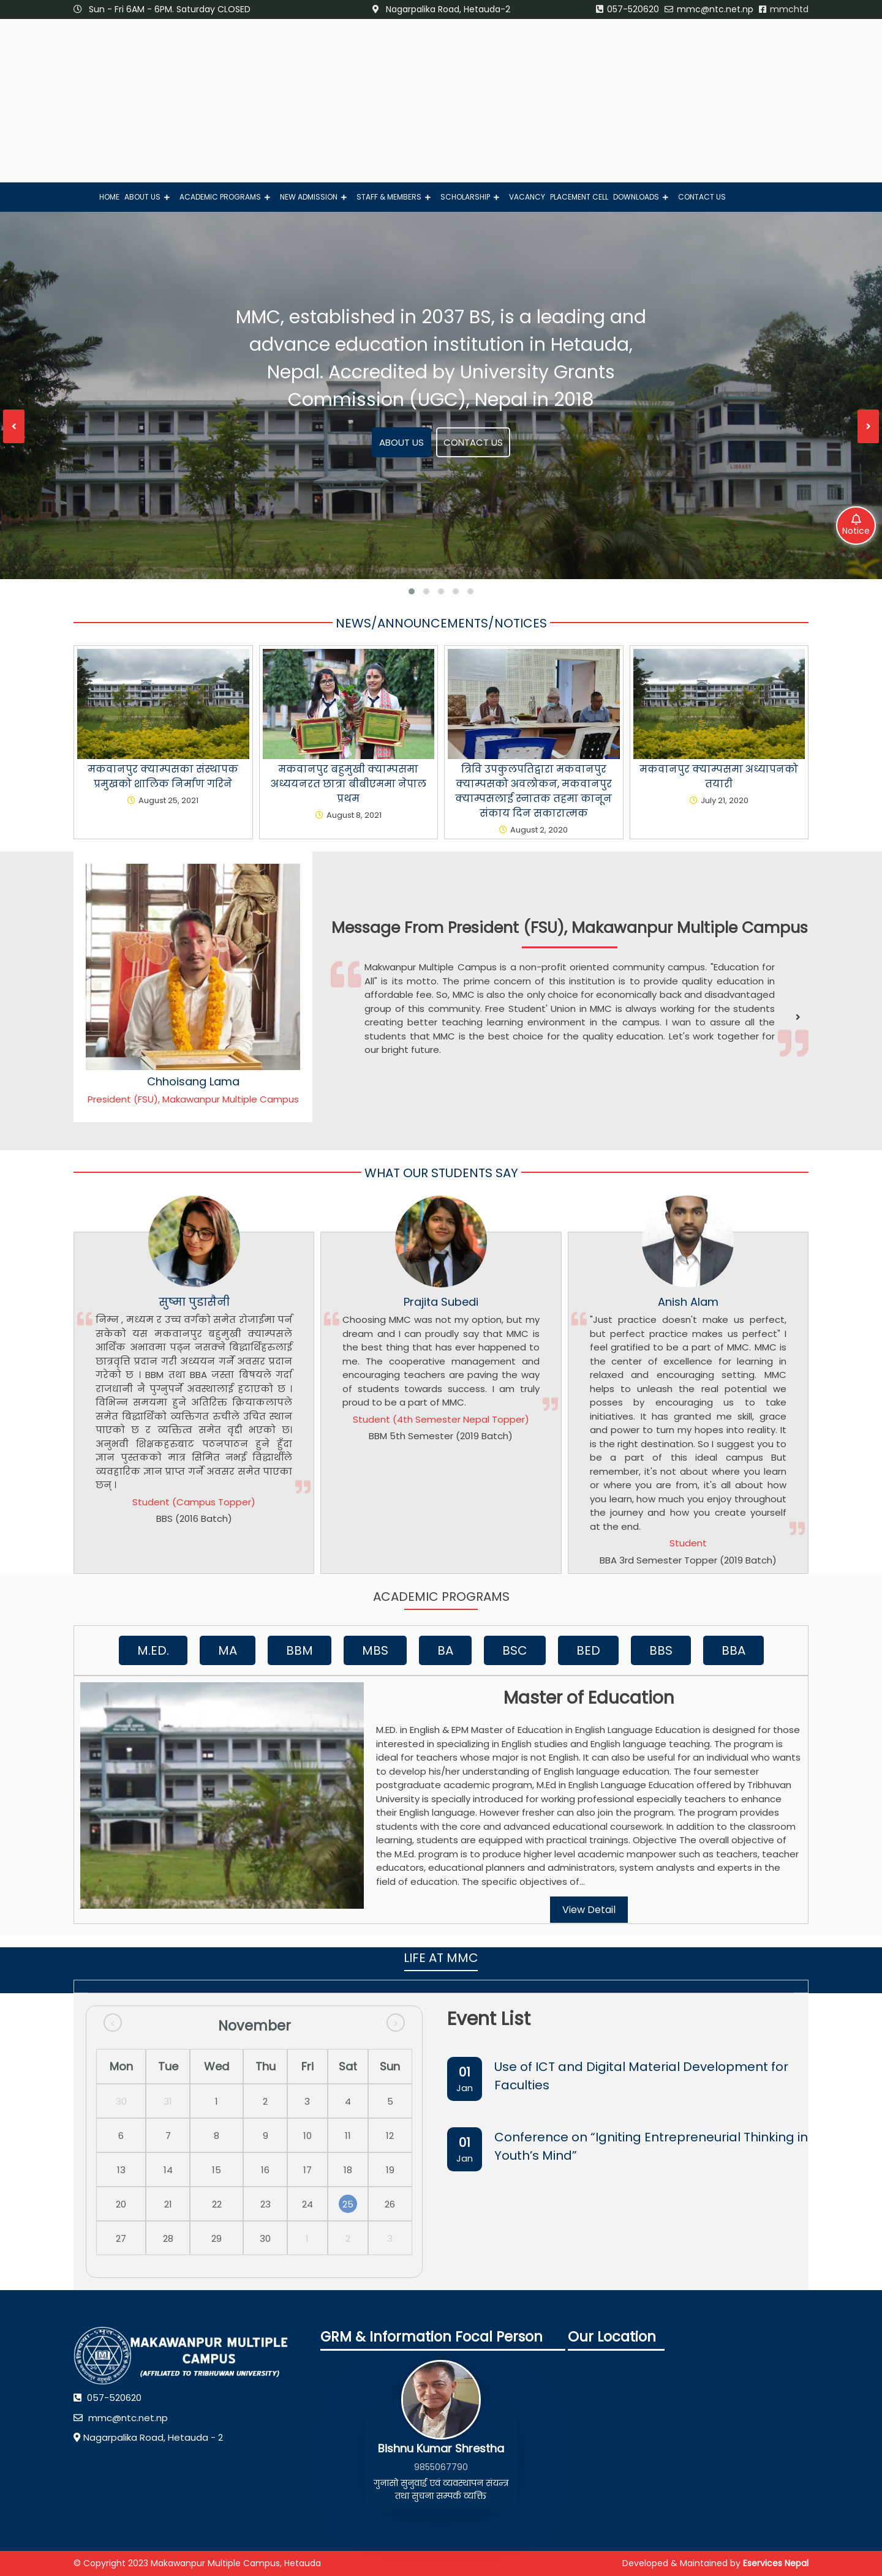 Sun - Fri 6AM - 6PM. Saturday CLOSED
Nagarpalika Road, Hetauda-2
057-520620 mmc@ntc.net.np mmchtd
HOME ABOUT US ACADEMIC PROGRAMS NEW ADMISSION STAFF & MEMBERS SCHOLARSHIP VACANCY PLACEMENT CELL DOWNLOADS CONTACT US
MMC, established in 2037 BS, is a leading and
advance education institution in Hetauda,
Nepal. Accredited by University Grants
Commission (UGC), Nepal in 2018
ABOUT US CONTACT US
LIBRARY
Notice
NEWS/ANNOUNCEMENTS/NOTICES
मकवानपुर क्याम्पसका संस्थापक
प्रमुखको शालिक निर्माण गरिने
August 25, 2021
मकवानपुर बहुमुखी क्याम्पसमा
अध्ययनरत छात्रा बीबीएममा नेपाल
प्रथम
August 8, 2021
त्रिवि उपकुलपतिद्वारा मकवानपुर
क्याम्पसको अवलोकन, मकवानपुर
क्याम्पसलाई स्नातक तहमा कानून
संकाय दिन सकारात्मक
August 2, 2020
मकवानपुर क्याम्पसमा अध्यापनको
तयारी
July 21, 2020
Chhoisang Lama
President (FSU), Makawanpur Multiple Campus
Message From President (FSU), Makawanpur Multiple Campus
Makwanpur Multiple Campus is a non-profit oriented community campus. "Education for
All" is its motto. The prime concern of this institution is to provide quality education in
affordable fee. So, MMC is also the only choice for economically back and disadvantaged
group of this community. Free Student' Union in MMC is always working for the students
creating better teaching learning environment in the campus. I wan to assure all the
students that MMC is the best choice for the quality education. Let's work together for
our bright future.
WHAT OUR STUDENTS SAY
सुष्मा पुडासैनी
निम्न , मध्यम र उच्च वर्गको समेत रोजाईमा पर्न
सकेको यस मकवानपुर बहुमुखी क्याम्पसले
आर्थिक अभावमा पढ्न नसक्ने बिद्धार्थिहरुलाई
छात्रवृत्ति प्रदान गरी अध्ययन गर्ने अवसर प्रदान
गरेको छ । BBM तथा BBA जस्ता बिषयले गर्दा
राजधानी नै पुग्नुपर्ने अवस्थालाई हटाएको छ ।
विभिन्न समयमा हुने अतिरिक्त क्रियाकलापले
समेत बिद्धार्थिको व्यक्तिगत रुचीले उचित स्थान
पाएको छ र व्यक्तित्व समेत वृद्दी भएको छ।
अनुभवी शिक्षकहरुबाट पठनपाठन हुने हुँदा
ज्ञान पुस्तकको मात्र सिमित नभई विद्धार्थीले
व्यवहारिक ज्ञान प्राप्त गर्ने अवसर समेत पाएका
छन् ।
Student (Campus Topper)
BBS (2016 Batch)
Prajita Subedi
Choosing MMC was not my option, but my
dream and I can proudly say that MMC is
the best thing that has ever happened to
me. The cooperative management and
encouraging teachers are paving the way
of students towards success. I am truly
proud to be a part of MMC.
Student (4th Semester Nepal Topper)
BBM 5th Semester (2019 Batch)
Anish Alam
"Just practice doesn't make us perfect,
but perfect practice makes us perfect" I
feel gratified to be a part of MMC. MMC is
the center of excellence for learning in
relaxed and encouraging setting. MMC
helps to unleash the real potential we
posses by encouraging us to take
initiatives. It has granted me skill, grace
and power to turn my hopes into reality. It
is the right destination. So I suggest you to
be a part of this ideal campus But
remember, it's not about where you learn
or where you are from, it's all about how
you learn, how much you enjoy throughout
the journey and how you create yourself
at the end.
Student
BBA 3rd Semester Topper (2019 Batch)
ACADEMIC PROGRAMS
M.ED. MA BBM MBS BA BSC BED BBS BBA
Master of Education
M.ED. in English & EPM Master of Education in English Language Education is designed for those
interested in specializing in English studies and English language teaching. The program is
ideal for teachers whose major is not English. It can also be useful for an individual who wants
to develop his/her understanding of English language education. The four semester
postgraduate academic program, M.Ed in English Language Education offered by Tribhuvan
University is specially introduced for working professional especially teachers to enhance
their English language. However fresher can also join the program. The program provides
students with the core and advanced educational coursework. In addition to the classroom
learning, students are equipped with practical trainings. Objective The overall objective of
the M.Ed. program is to produce higher level academic manpower such as teachers, teacher
educators, educational planners and administrators, system analysts and experts in the
field of education. The specific objectives of...
View Detail
LIFE AT MMC
November
Mon Tue Wed Thu Fri Sat Sun
30 31 1 2 3 4 5
6 7 8 9 10 11 12
13 14 15 16 17 18 19
20 21 22 23 24 25 26
27 28 29 30 1 2 3
Event List
01
Jan
Use of ICT and Digital Material Development for
Faculties
01
Jan
Conference on “Igniting Entrepreneurial Thinking in
Youth’s Mind”
MAKAWANPUR MULTIPLE
CAMPUS
(AFFILIATED TO TRIBHUWAN UNIVERSITY)
057-520620
mmc@ntc.net.np
Nagarpalika Road, Hetauda - 2
GRM & Information Focal Person
Bishnu Kumar Shrestha
9855067790
गुनासो सुनुवाई एवं व्यवस्थापन संयन्त्र
तथा सुचना सम्पर्क व्यक्ति
Our Location
© Copyright 2023 Makawanpur Multiple Campus, Hetauda
Developed & Maintained by Eservices Nepal